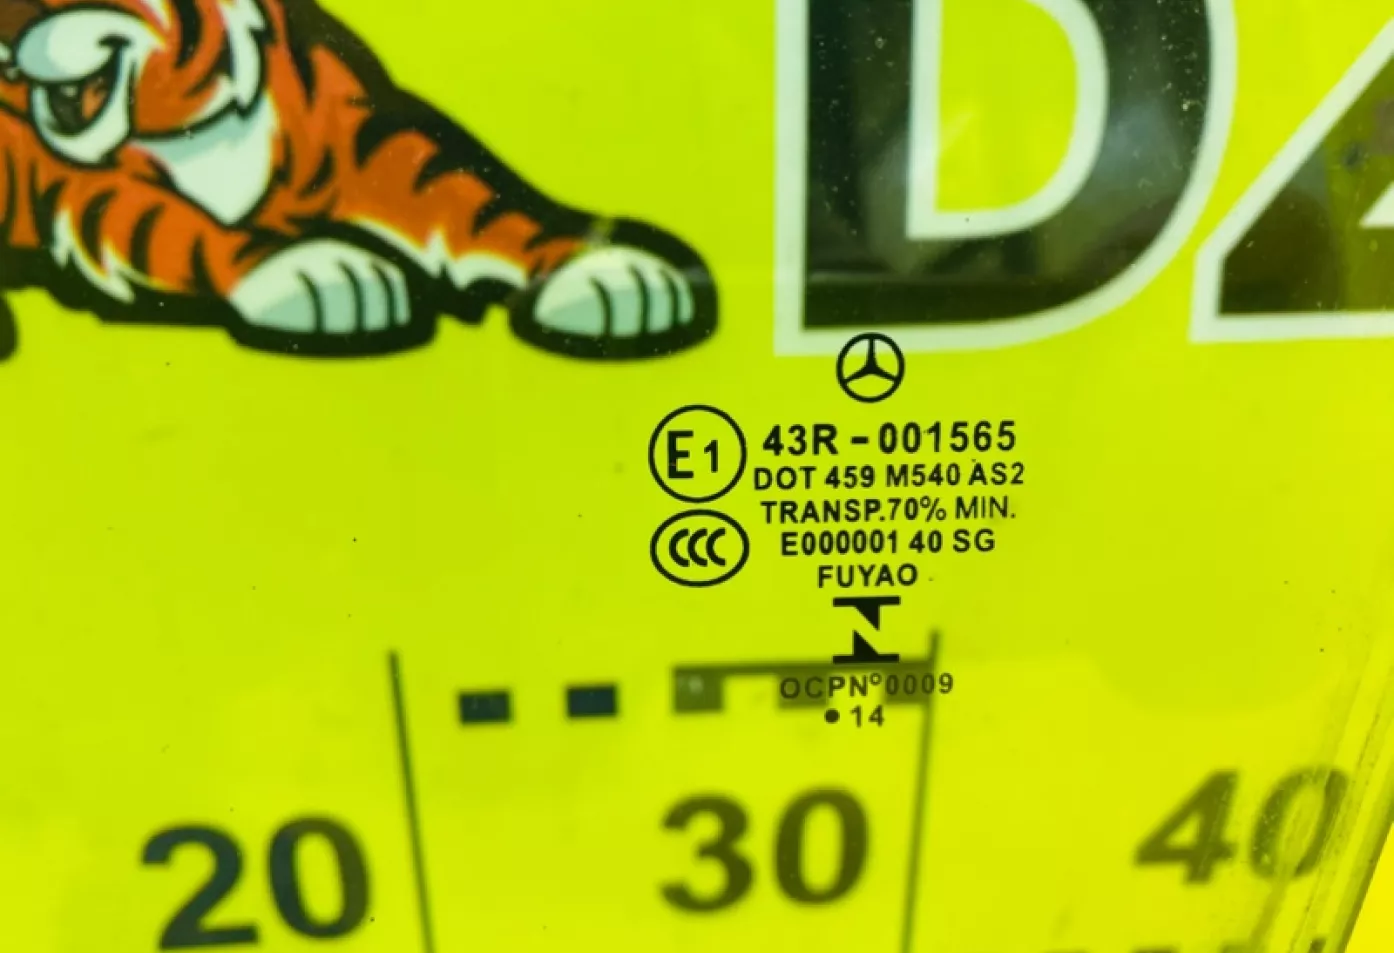 D
E1
43R - 001565
DOT 459 M540 AS2
TRANSP.70% MIN.
CCC
E000001 40 SG
FUYAO
OCPN°0009
• 14
20 30 40